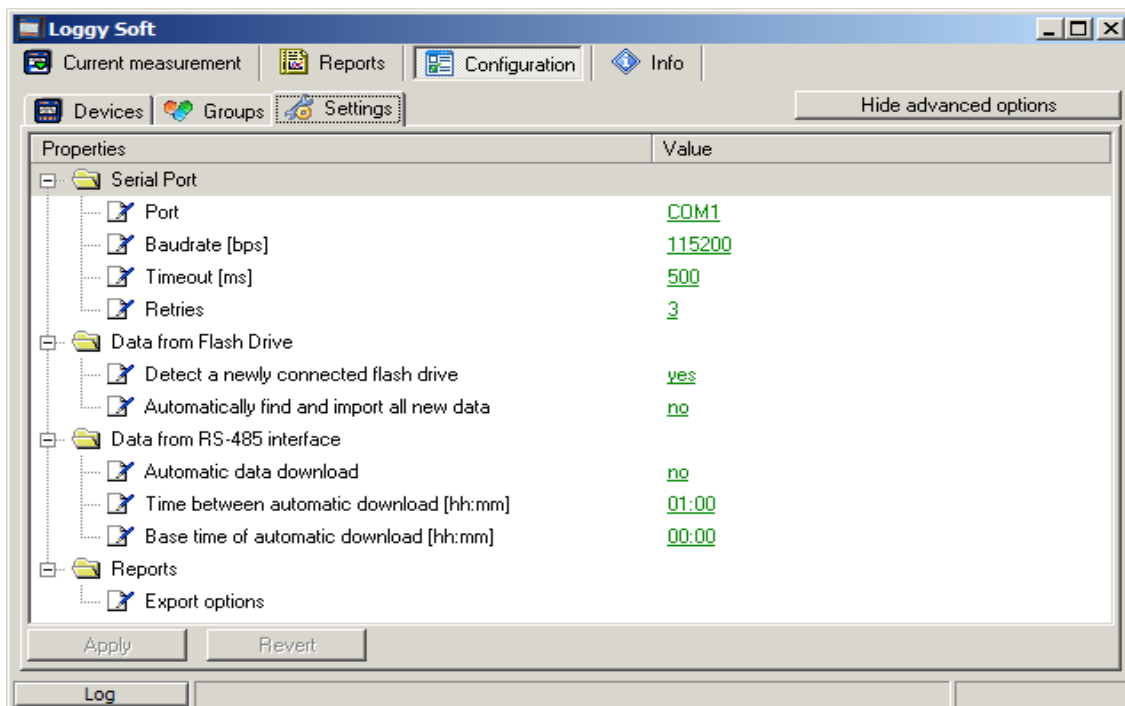 Loggy Soft
Current measurement Reports Configuration Info
Devices Groups Settings Hide advanced options
Properties Value
Serial Port
Port COM1
Baudrate [bps] 115200
Timeout [ms] 500
Retries 3
Data from Flash Drive
Detect a newly connected flash drive yes
Automatically find and import all new data no
Data from RS-485 interface
Automatic data download no
Time between automatic download [hh:mm] 01:00
Base time of automatic download [hh:mm] 00:00
Reports
Export options
Apply Revert
Log